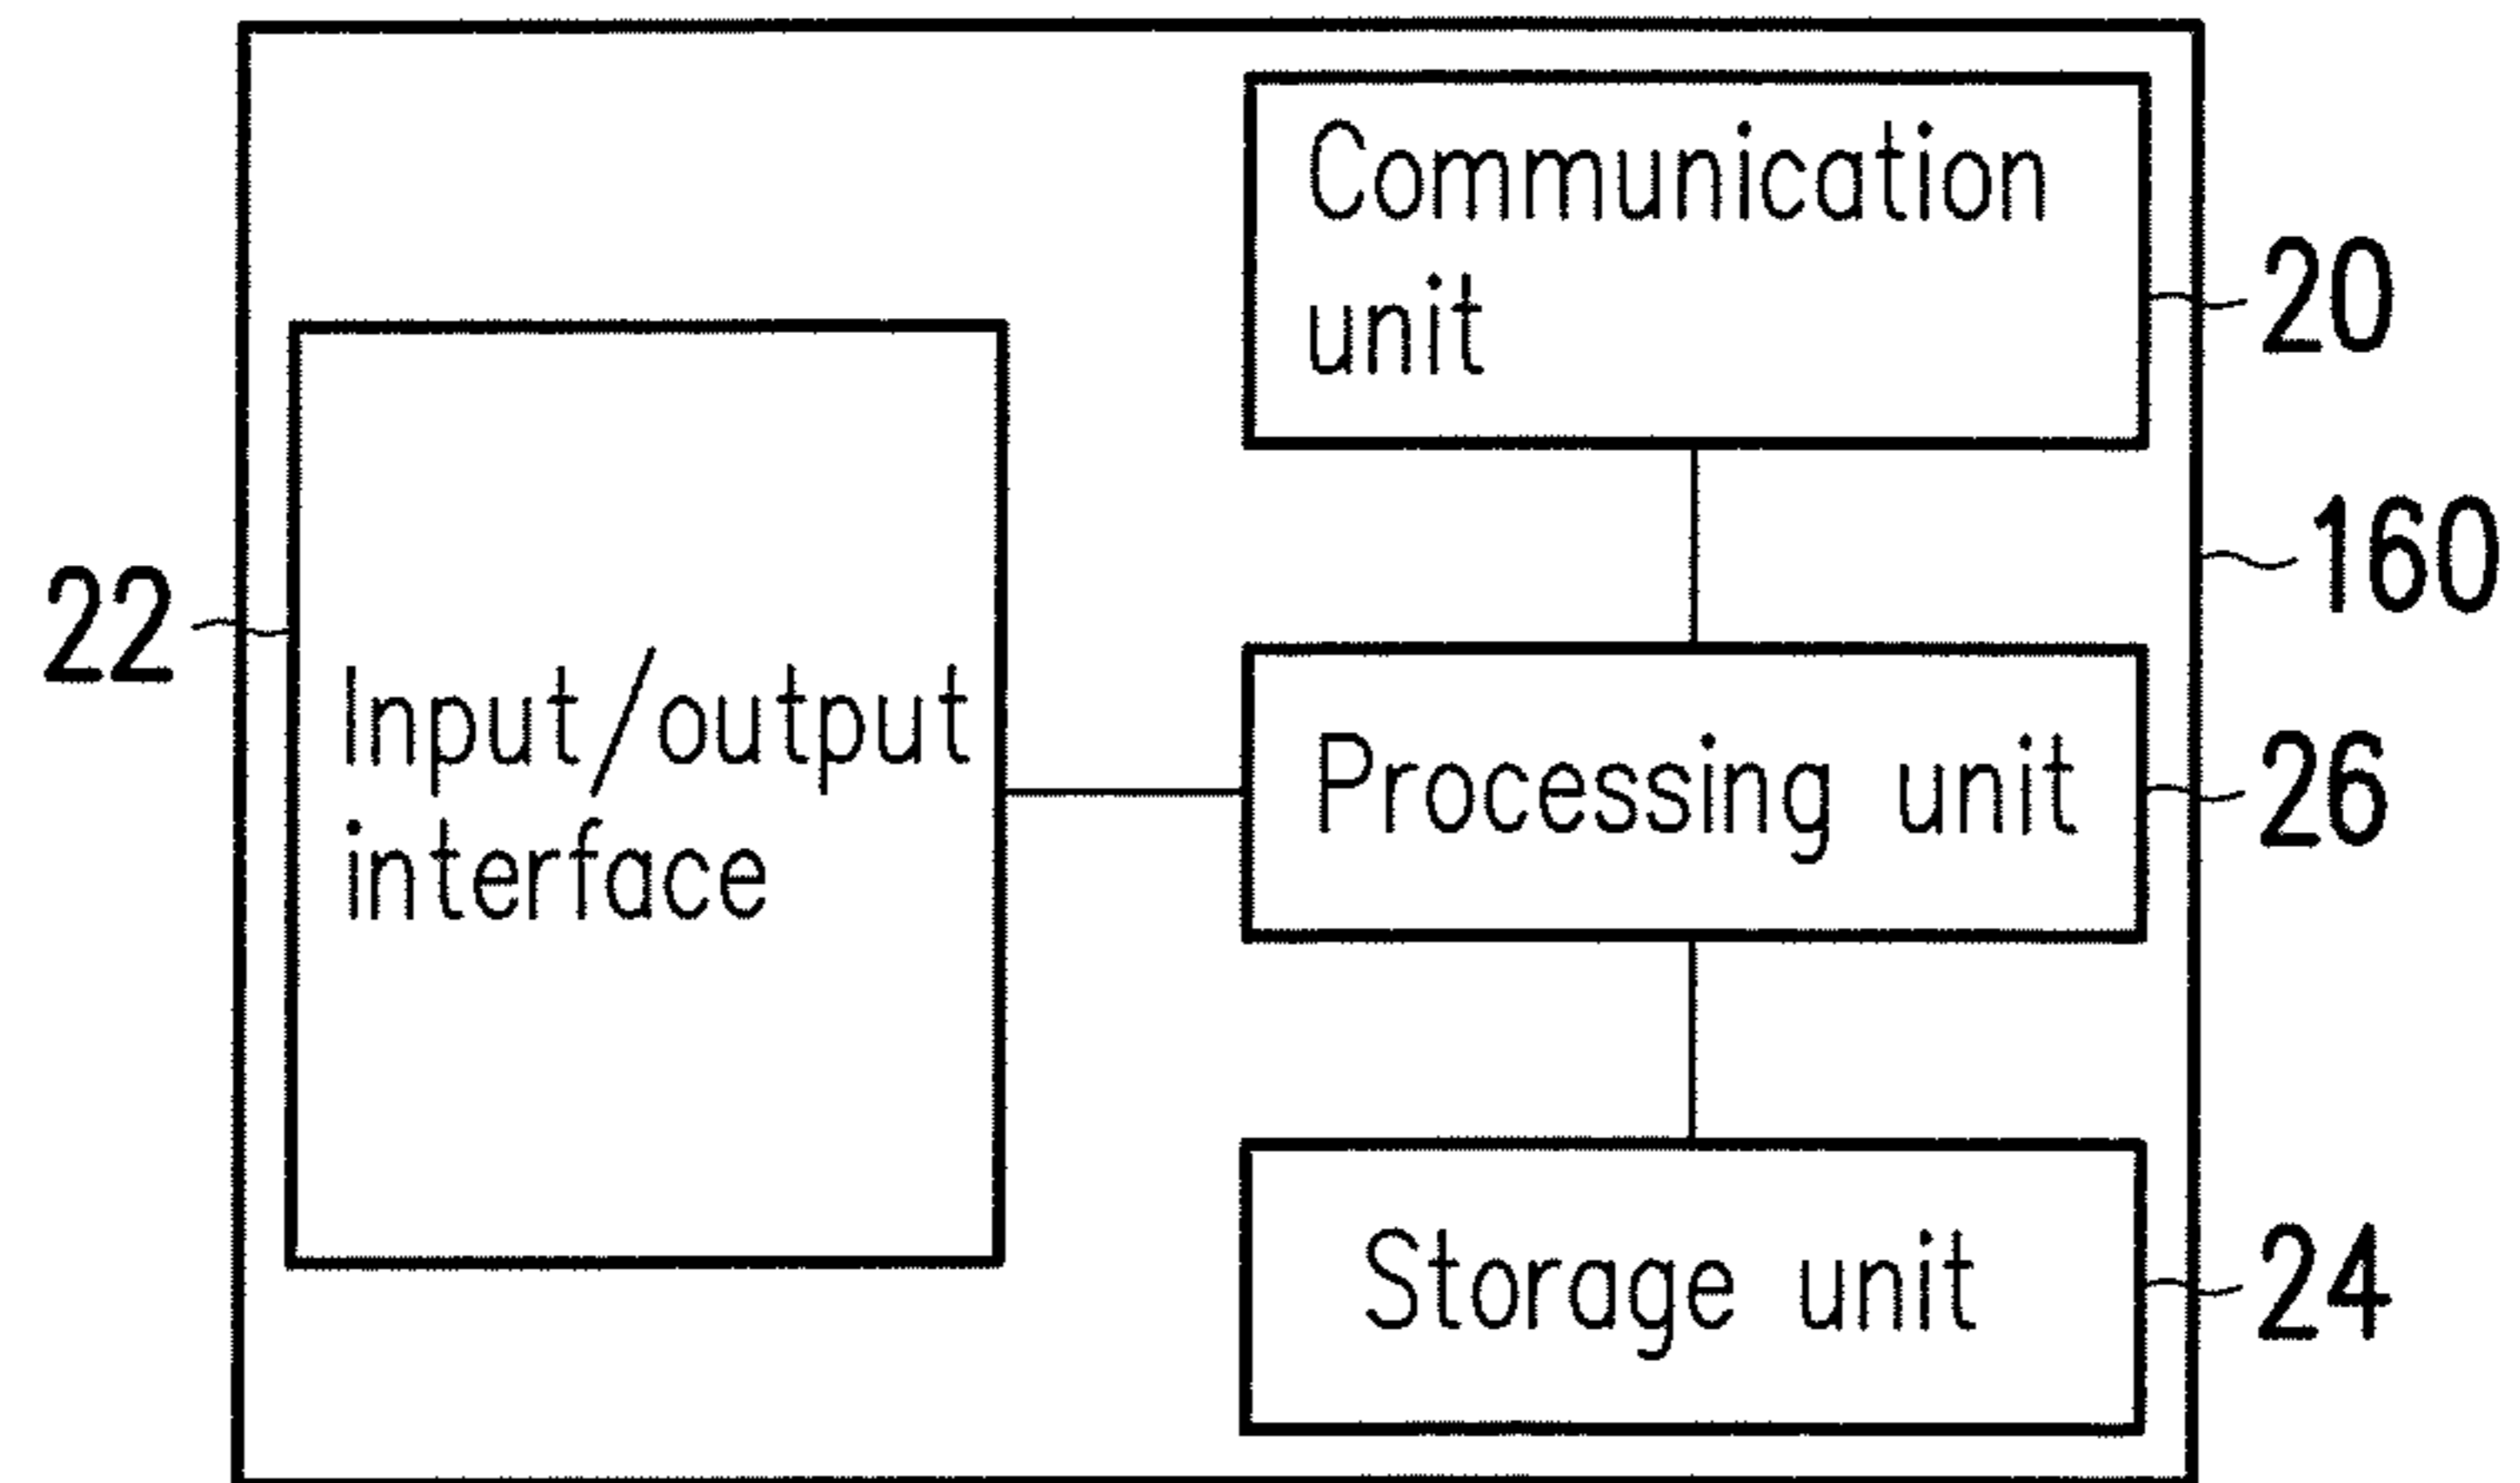 Communication
unit
20
160
22
Input/output
interface
Processing unit
26
Storage unit
24